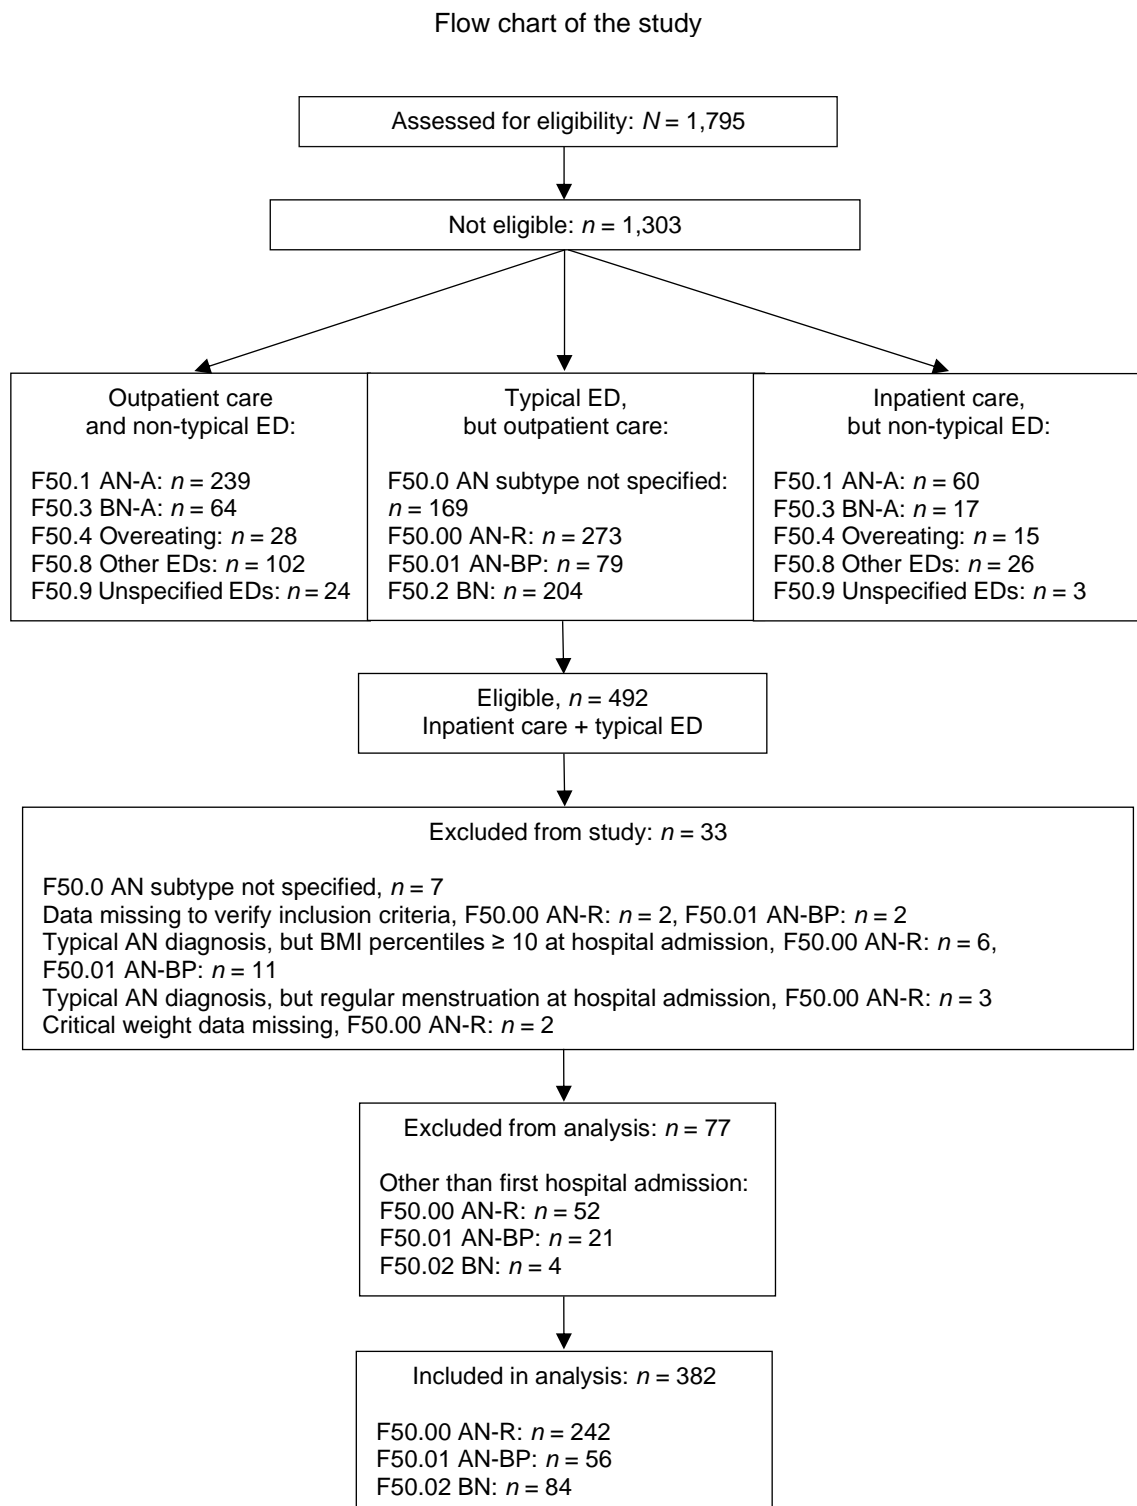 Flow chart of the study
Assessed for eligibility: N = 1,795
Not eligible: n = 1,303
Outpatient care
and non-typical ED:
F50.1 AN-A: n = 239
F50.3 BN-A: n = 64
F50.4 Overeating: n = 28
F50.8 Other EDs: n = 102
F50.9 Unspecified EDs: n = 24
Typical ED,
but outpatient care:
F50.0 AN subtype not specified:
n = 169
F50.00 AN-R: n = 273
F50.01 AN-BP: n = 79
F50.2 BN: n = 204
Inpatient care,
but non-typical ED:
F50.1 AN-A: n = 60
F50.3 BN-A: n = 17
F50.4 Overeating: n = 15
F50.8 Other EDs: n = 26
F50.9 Unspecified EDs: n = 3
Eligible, n = 492
Inpatient care + typical ED
Excluded from study: n = 33
F50.0 AN subtype not specified, n = 7
Data missing to verify inclusion criteria, F50.00 AN-R: n = 2, F50.01 AN-BP: n = 2
Typical AN diagnosis, but BMI percentiles ≥ 10 at hospital admission, F50.00 AN-R: n = 6,
F50.01 AN-BP: n = 11
Typical AN diagnosis, but regular menstruation at hospital admission, F50.00 AN-R: n = 3
Critical weight data missing, F50.00 AN-R: n = 2
Excluded from analysis: n = 77
Other than first hospital admission:
F50.00 AN-R: n = 52
F50.01 AN-BP: n = 21
F50.02 BN: n = 4
Included in analysis: n = 382
F50.00 AN-R: n = 242
F50.01 AN-BP: n = 56
F50.02 BN: n = 84